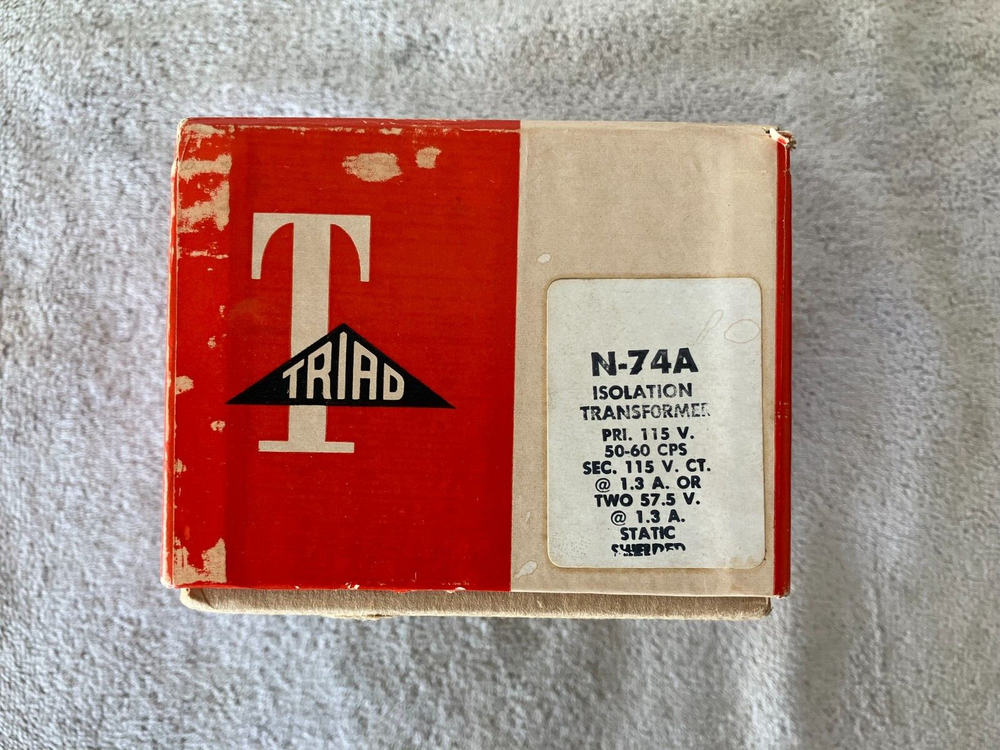 T
TRIAD
N-74A
ISOLATION
TRANSFORMER
PRI. 115 V.
50-60 CPS
SEC. 115 V. CT.
@ 1.3 A. OR
TWO 57.5 V.
@ 1.3 A.
STATIC
SHIELDED